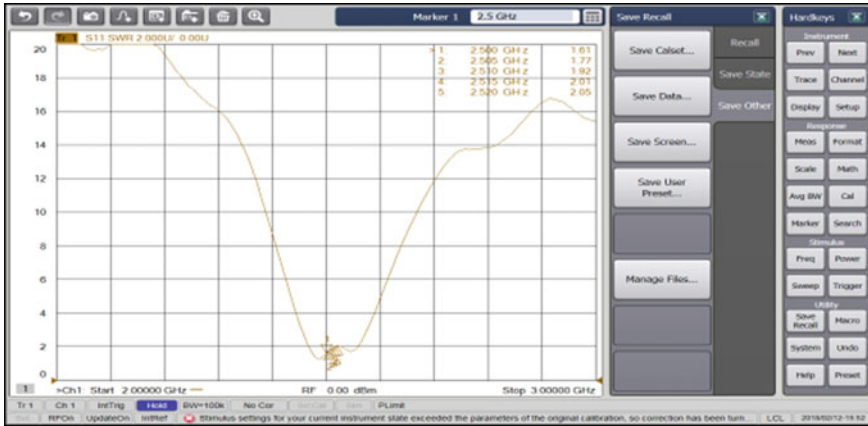 Marker 1 2.5 GHz
Save Recall
Hardkeys
Tr 1 S11 SWR 2.000U/ 0.00U
20
18
16
14
12
10
8
6
4
2
0
>1 2.500 GHz 1.61
2 2.505 GHz 1.77
3 2.510 GHz 1.92
4 2.515 GHz 2.01
5 2.520 GHz 2.05
1
>Ch1 Start 2.00000 GHz
RF 0.00 dBm
Stop 3.00000 GHz
Save Calset...
Save Data...
Save Screen...
Save User
Preset...
Manage Files...
Recall
Save State
Save Other
Instrument
Prev Next
Trace Channel
Display Setup
Response
Meas Format
Scale Math
Avg BW Cal
Marker Search
Stimulus
Freq Power
Sweep Trigger
Utility
Save
Recall
Macro
System Undo
Help Preset
Tr 1 Ch 1 IntTrig Hold BW=100k No Cor PLimit
RFOn UpdateOn IntRef Stimulus settings for your current instrument state exceeded the parameters of the original calibration, so correction has been turn... LCL